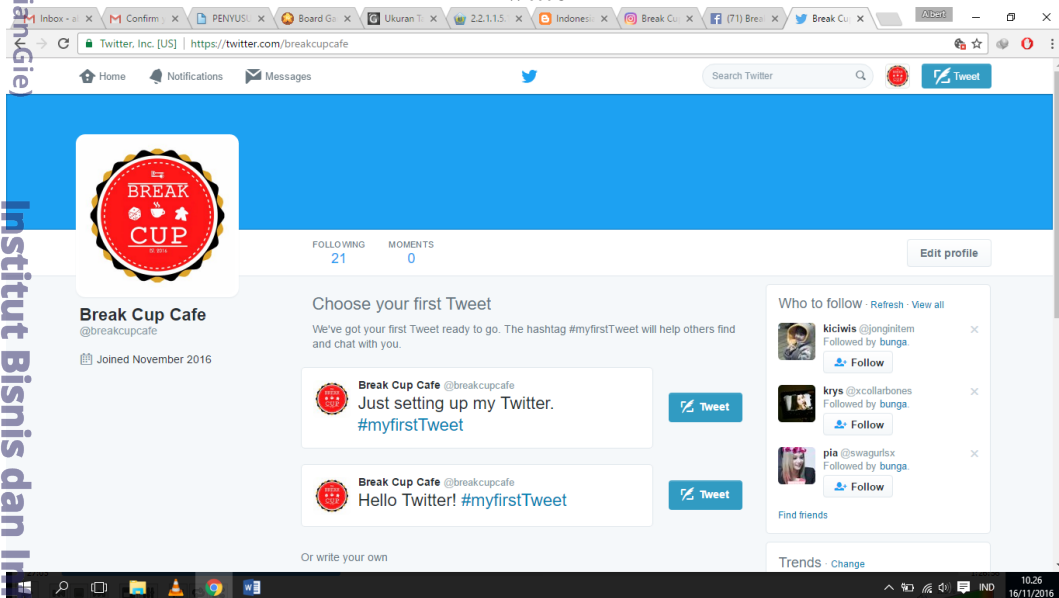 Inbox - a
Confirm y
PENYUSU
Board Ga
Ukuran T
2.2.1.1.5.
Indonesi
Break Cu
(71) Brea
Break Cu
Albert
Twitter, Inc. [US] | https://twitter.com/breakcupcafe
Home
Notifications
Messages
Search Twitter
Tweet
BREAK
CUP
FOLLOWING
21
MOMENTS
0
Edit profile
Break Cup Cafe
@breakcupcafe
Joined November 2016
Choose your first Tweet
We've got your first Tweet ready to go. The hashtag #myfirstTweet will help others find
and chat with you.
Break Cup Cafe @breakcupcafe
Just setting up my Twitter.
#myfirstTweet
Tweet
Break Cup Cafe @breakcupcafe
Hello Twitter! #myfirstTweet
Tweet
Or write your own
Who to follow · Refresh · View all
kiciwis @jonginitem
Followed by bunga.
Follow
krys @xcollarbones
Followed by bunga.
Follow
pia @swagurlsx
Followed by bunga.
Follow
Find friends
Trends · Change
IND
10.26
16/11/2016
ian Gie)
Institut Bisnis dan In